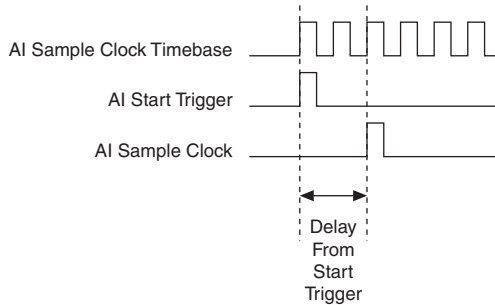 AI Sample Clock Timebase
AI Start Trigger
AI Sample Clock
Delay
From
Start
Trigger